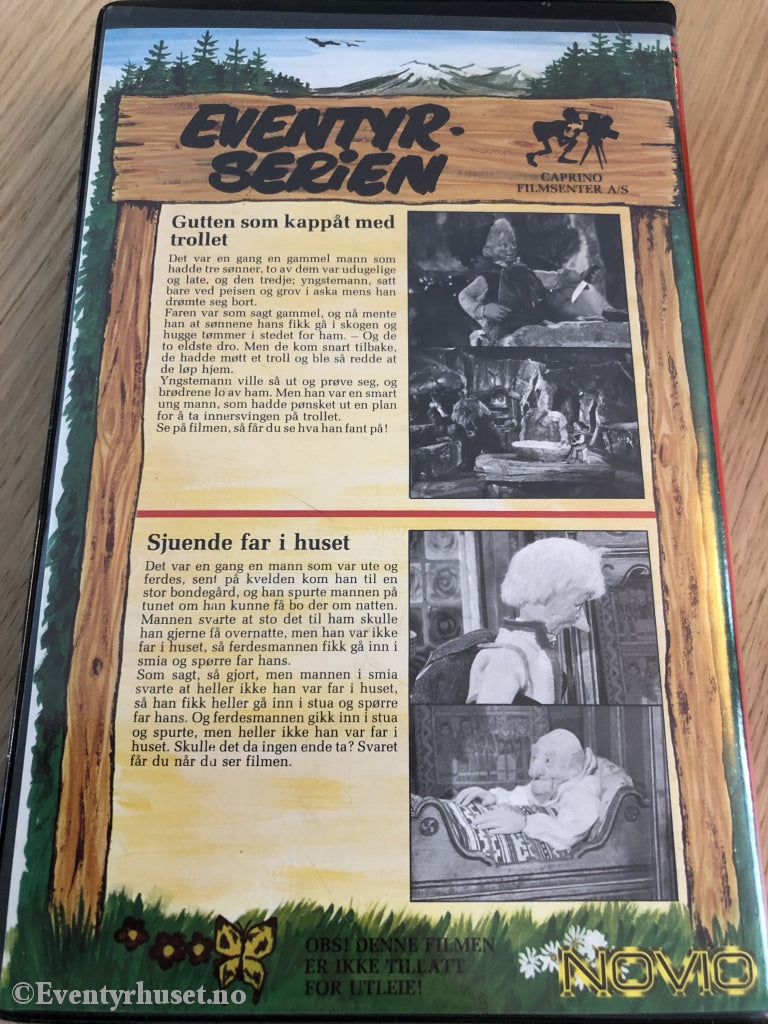 EVENTYR-
SERIEN
CAPRINO
FILMSENTER A/S
Gutten som kappåt med
trollet
Det var en gang en gammel mann som
hadde tre sønner, to av dem var udugelige
og late, og den tredje; yngstemann, satt
bare ved peisen og grov i aska mens han
drømte seg bort.
Faren var som sagt gammel, og nå mente
han at sønnene hans fikk gå i skogen og
hugge tømmer i stedet for ham. – Og de
to eldste dro. Men de kom snart tilbake,
de hadde møtt et troll og ble så redde at
de løp hjem.
Yngstemann ville så ut og prøve seg, og
brødrene lo av ham. Men han var en smart
ung mann, som hadde pønsket ut en plan
for å ta innersvingen på trollet.
Se på filmen, så får du se hva han fant på!
Sjuende far i huset
Det var en gang en mann som var ute og
ferdes, sent på kvelden kom han til en
stor bondegård, og han spurte mannen på
tunet om han kunne få bo der om natten.
Mannen svarte at sto det til ham skulle
han gjerne få overnatte, men han var ikke
far i huset, så ferdesmannen fikk gå inn i
smia og spørre far hans.
Som sagt, så gjort, men mannen i smia
svarte at heller ikke han var far i huset,
så han fikk heller gå inn i stua og spørre
far hans. Og ferdesmannen gikk inn i stua
og spurte, men heller ikke han var far i
huset. Skulle det da ingen ende ta? Svaret
får du når du ser filmen.
OBS! DENNE FILMEN
ER IKKE TILLATT
FOR UTLEIE!
NOVIO
©Eventyrhuset.no